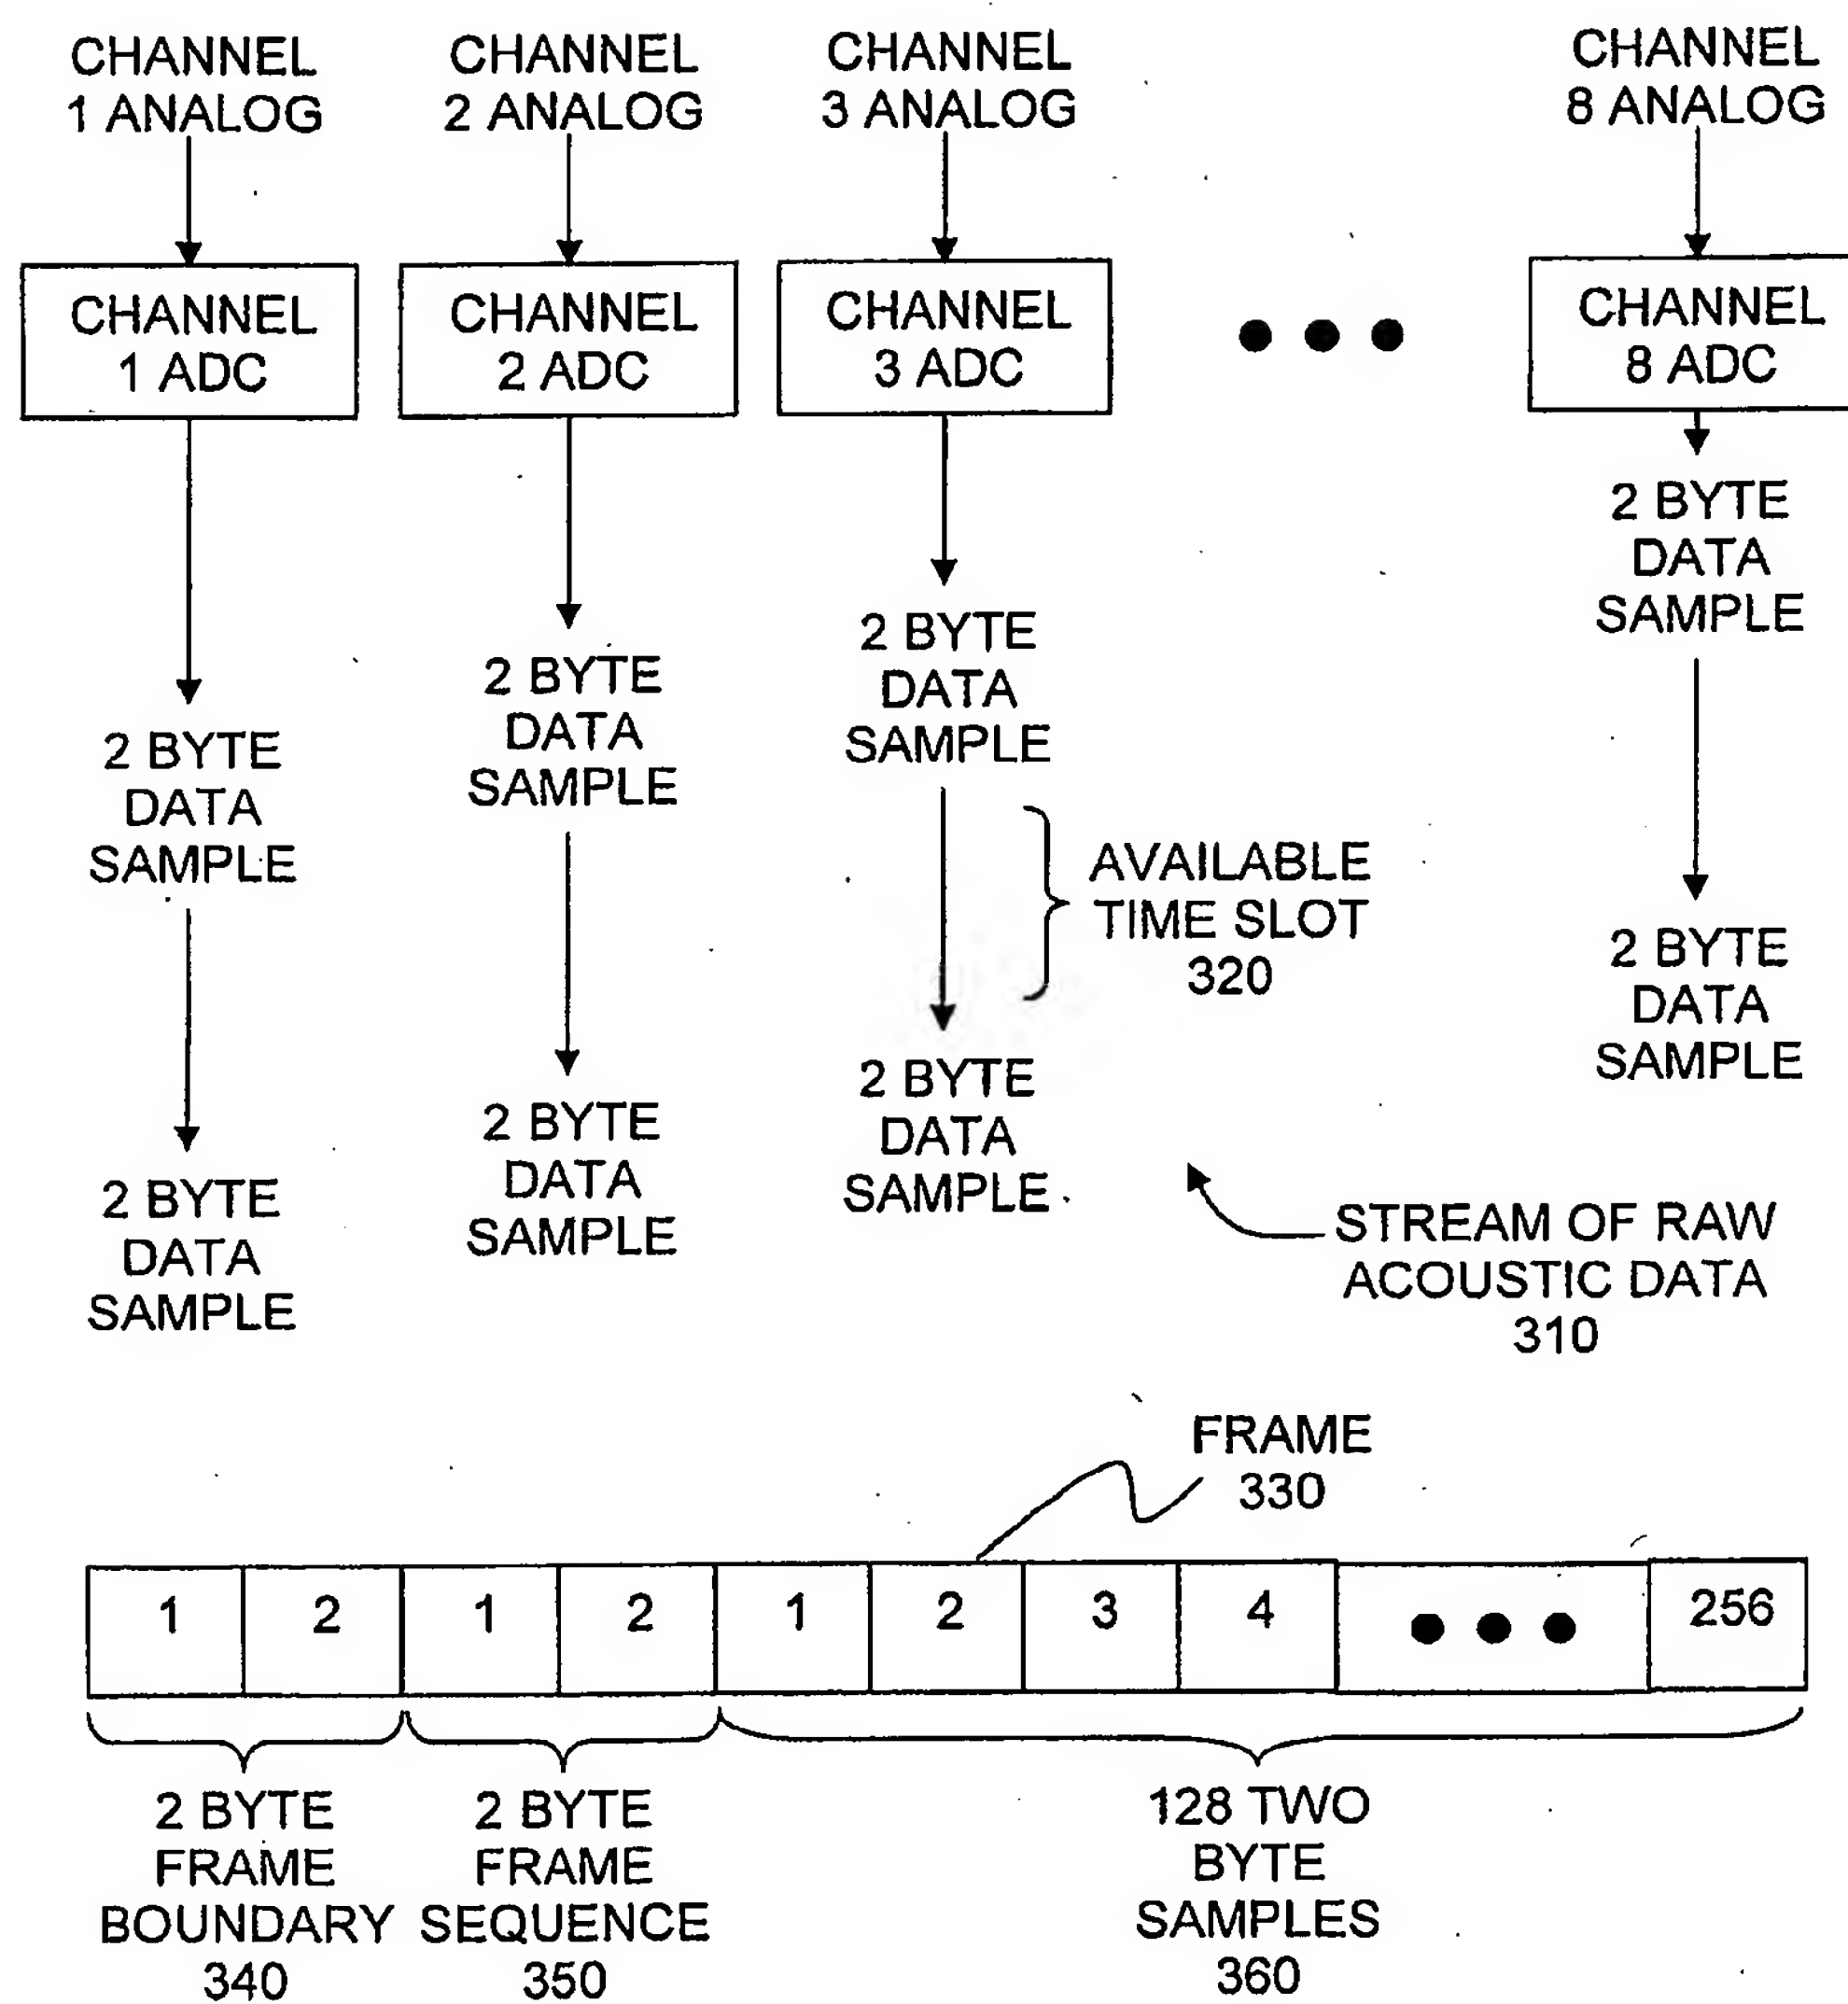 CHANNEL
1 ANALOG
CHANNEL
2 ANALOG
CHANNEL
3 ANALOG
CHANNEL
8 ANALOG
CHANNEL
1 ADC
CHANNEL
2 ADC
CHANNEL
3 ADC
CHANNEL
8 ADC
2 BYTE
DATA
SAMPLE
2 BYTE
DATA
SAMPLE
2 BYTE
DATA
SAMPLE
2 BYTE
DATA
SAMPLE
AVAILABLE
TIME SLOT
320
2 BYTE
DATA
SAMPLE
2 BYTE
DATA
SAMPLE
2 BYTE
DATA
SAMPLE
2 BYTE
DATA
SAMPLE
STREAM OF RAW
ACOUSTIC DATA
310
FRAME
330
1 2 1 2 1 2 3 4 256
2 BYTE
FRAME
BOUNDARY
340
2 BYTE
FRAME
SEQUENCE
350
128 TWO
BYTE
SAMPLES
360